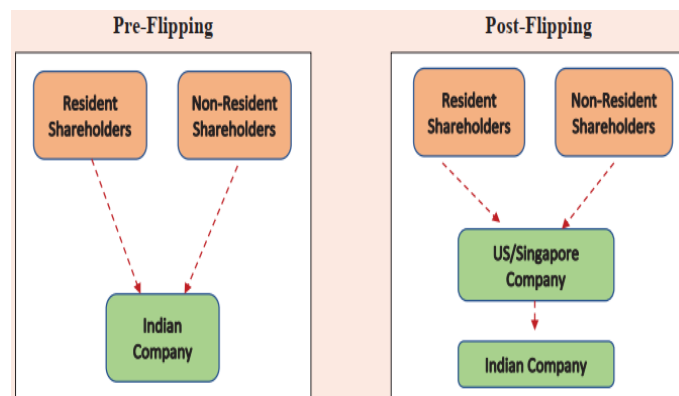 Pre-Flipping
Resident
Shareholders
Non-Resident
Shareholders
Indian
Company
Post-Flipping
Resident
Shareholders
Non-Resident
Shareholders
US/Singapore
Company
Indian Company